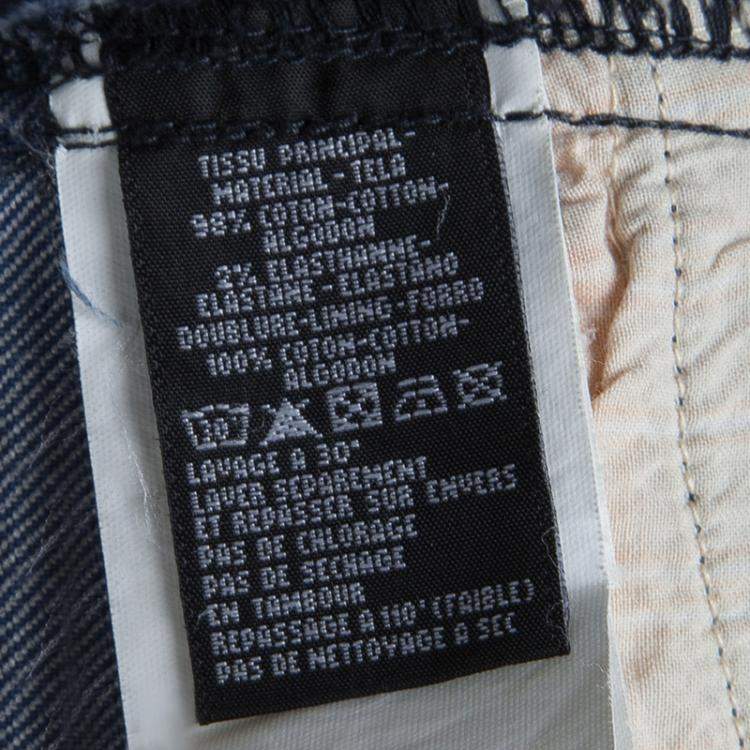 TISSU PRINCIPAL-
MATERIAL-TELA
98% COTON-COTTON-
ALGODON
2% ELASTHANNE-
ELASTANE-ELASTANO
DOUBLURE-LINING-FORRO
100% COTON-COTTON-
ALGODON
30°
LAVAGE A 30°
LAVER SEPAREMENT
ET REPASSER SUR ENVERS
PAS DE CHLORAGE
PAS DE SECHAGE
EN TAMBOUR
REPASSAGE A 110°(FAIBLE)
PAS DE NETTOYAGE A SEC